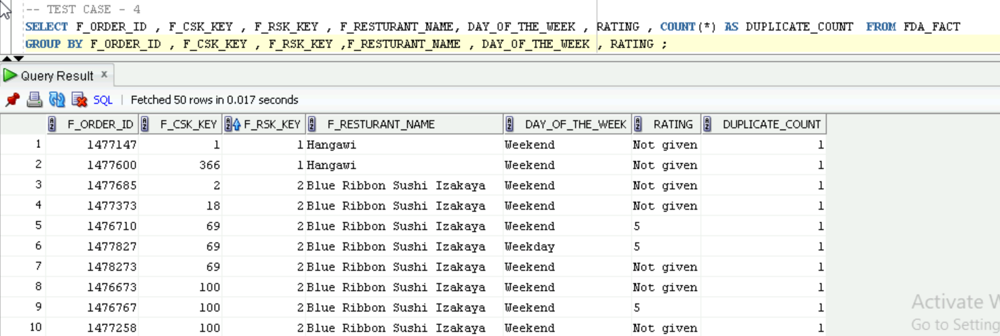 -- TEST CASE - 4
SELECT F_ORDER_ID , F_CSK_KEY , F_RSK_KEY , F_RESTURANT_NAME, DAY_OF_THE_WEEK , RATING , COUNT(*) AS DUPLICATE_COUNT FROM FDA_FACT
GROUP BY F_ORDER_ID , F_CSK_KEY , F_RSK_KEY ,F_RESTURANT_NAME , DAY_OF_THE_WEEK , RATING ;
Query Result x
SQL | Fetched 50 rows in 0.017 seconds
F_ORDER_ID F_CSK_KEY F_RSK_KEY F_RESTURANT_NAME DAY_OF_THE_WEEK RATING DUPLICATE_COUNT
1 1477147 1 1 Hangawi Weekend Not given 1
2 1477600 366 1 Hangawi Weekend Not given 1
3 1477685 2 2 Blue Ribbon Sushi Izakaya Weekend Not given 1
4 1477373 18 2 Blue Ribbon Sushi Izakaya Weekend Not given 1
5 1476710 69 2 Blue Ribbon Sushi Izakaya Weekend 5 1
6 1477827 69 2 Blue Ribbon Sushi Izakaya Weekday 5 1
7 1478273 69 2 Blue Ribbon Sushi Izakaya Weekend Not given 1
8 1476673 100 2 Blue Ribbon Sushi Izakaya Weekend Not given 1
9 1476767 100 2 Blue Ribbon Sushi Izakaya Weekend 5 1
10 1477258 100 2 Blue Ribbon Sushi Izakaya Weekend Not given 1
Activate W
Go to Setting